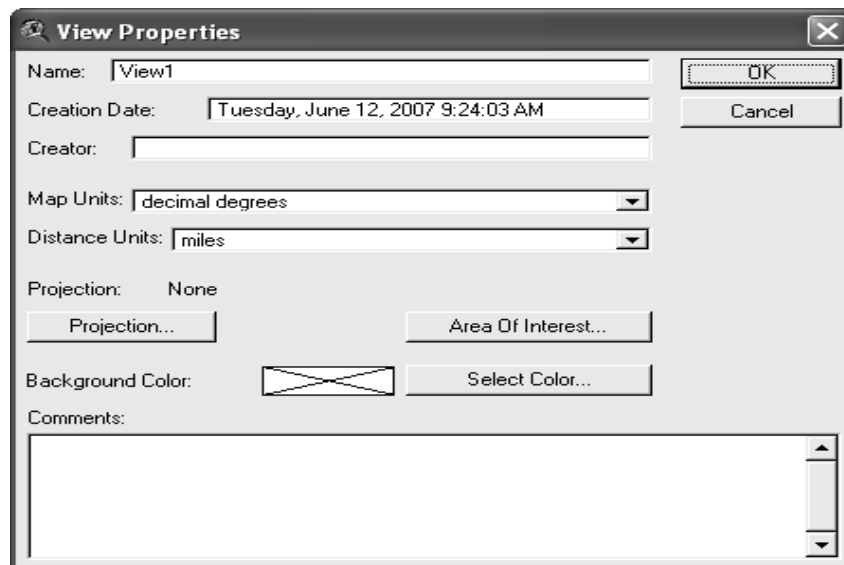 View Properties
Name: View1
OK
Creation Date: Tuesday, June 12, 2007 9:24:03 AM
Cancel
Creator:
Map Units: decimal degrees
Distance Units: miles
Projection: None
Projection... Area Of Interest...
Background Color: Select Color...
Comments: